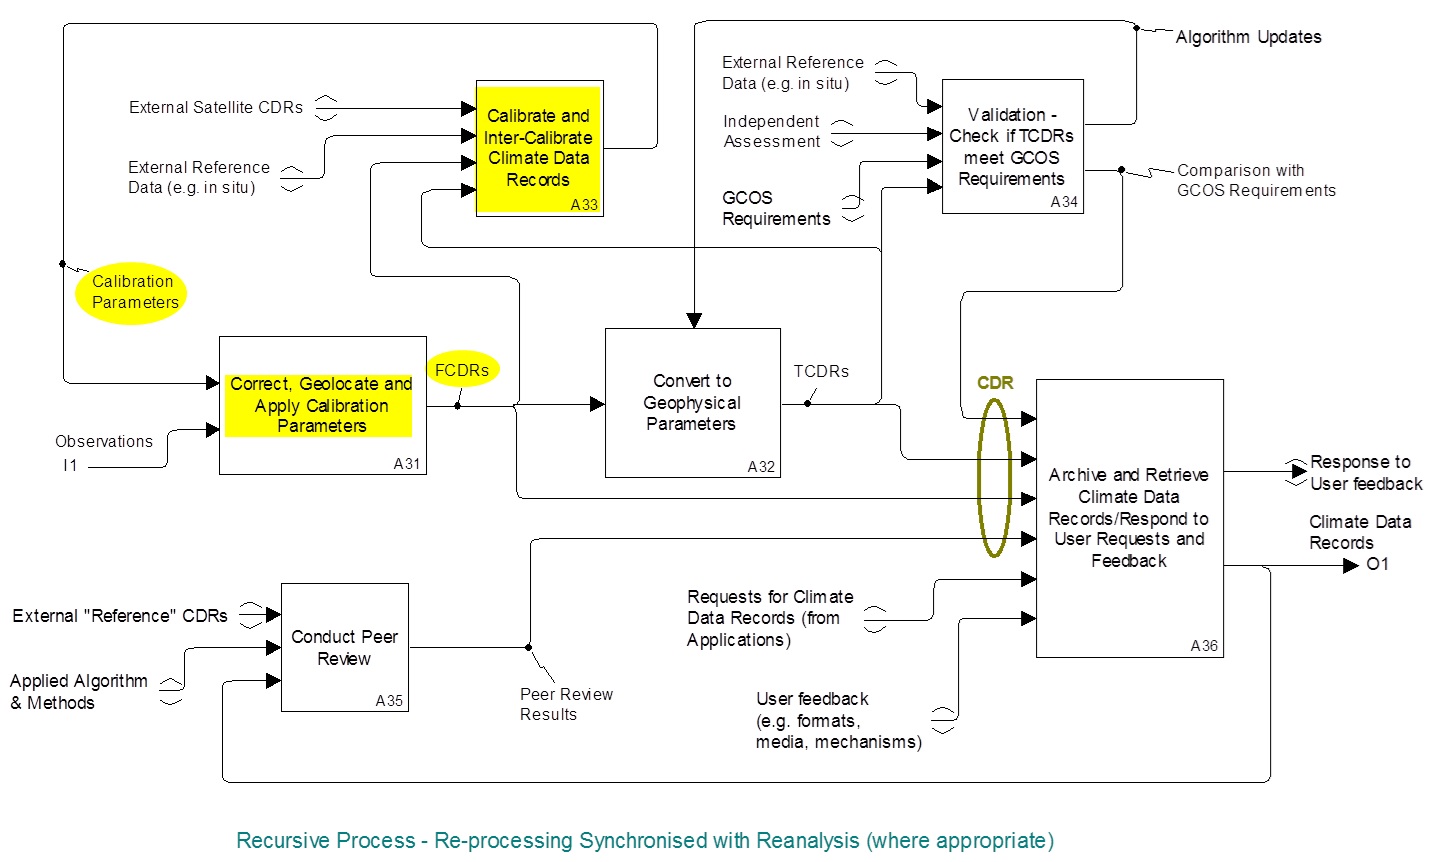 Algorithm Updates
External Reference
Data (e.g. in situ)
External Satellite CDRs
Calibrate and
Inter-Calibrate
Climate Data
Records
A33
Independent
Assessment
Validation -
Check if TCDRs
meet GCOS
Requirements
A34
External Reference
Data (e.g. in situ)
GCOS
Requirements
Comparison with
GCOS Requirements
Calibration
Parameters
FCDRs
TCDRs
CDR
Correct, Geolocate and
Apply Calibration
Parameters
A31
Convert to
Geophysical
Parameters
A32
Observations
I1
Archive and Retrieve
Climate Data
Records/Respond to
User Requests and
Feedback
A36
Response to
User feedback
Climate Data
Records
O1
External "Reference" CDRs
Conduct Peer
Review
A35
Applied Algorithm
& Methods
Peer Review
Results
Requests for Climate
Data Records (from
Applications)
User feedback
(e.g. formats,
media, mechanisms)
Recursive Process - Re-processing Synchronised with Reanalysis (where appropriate)